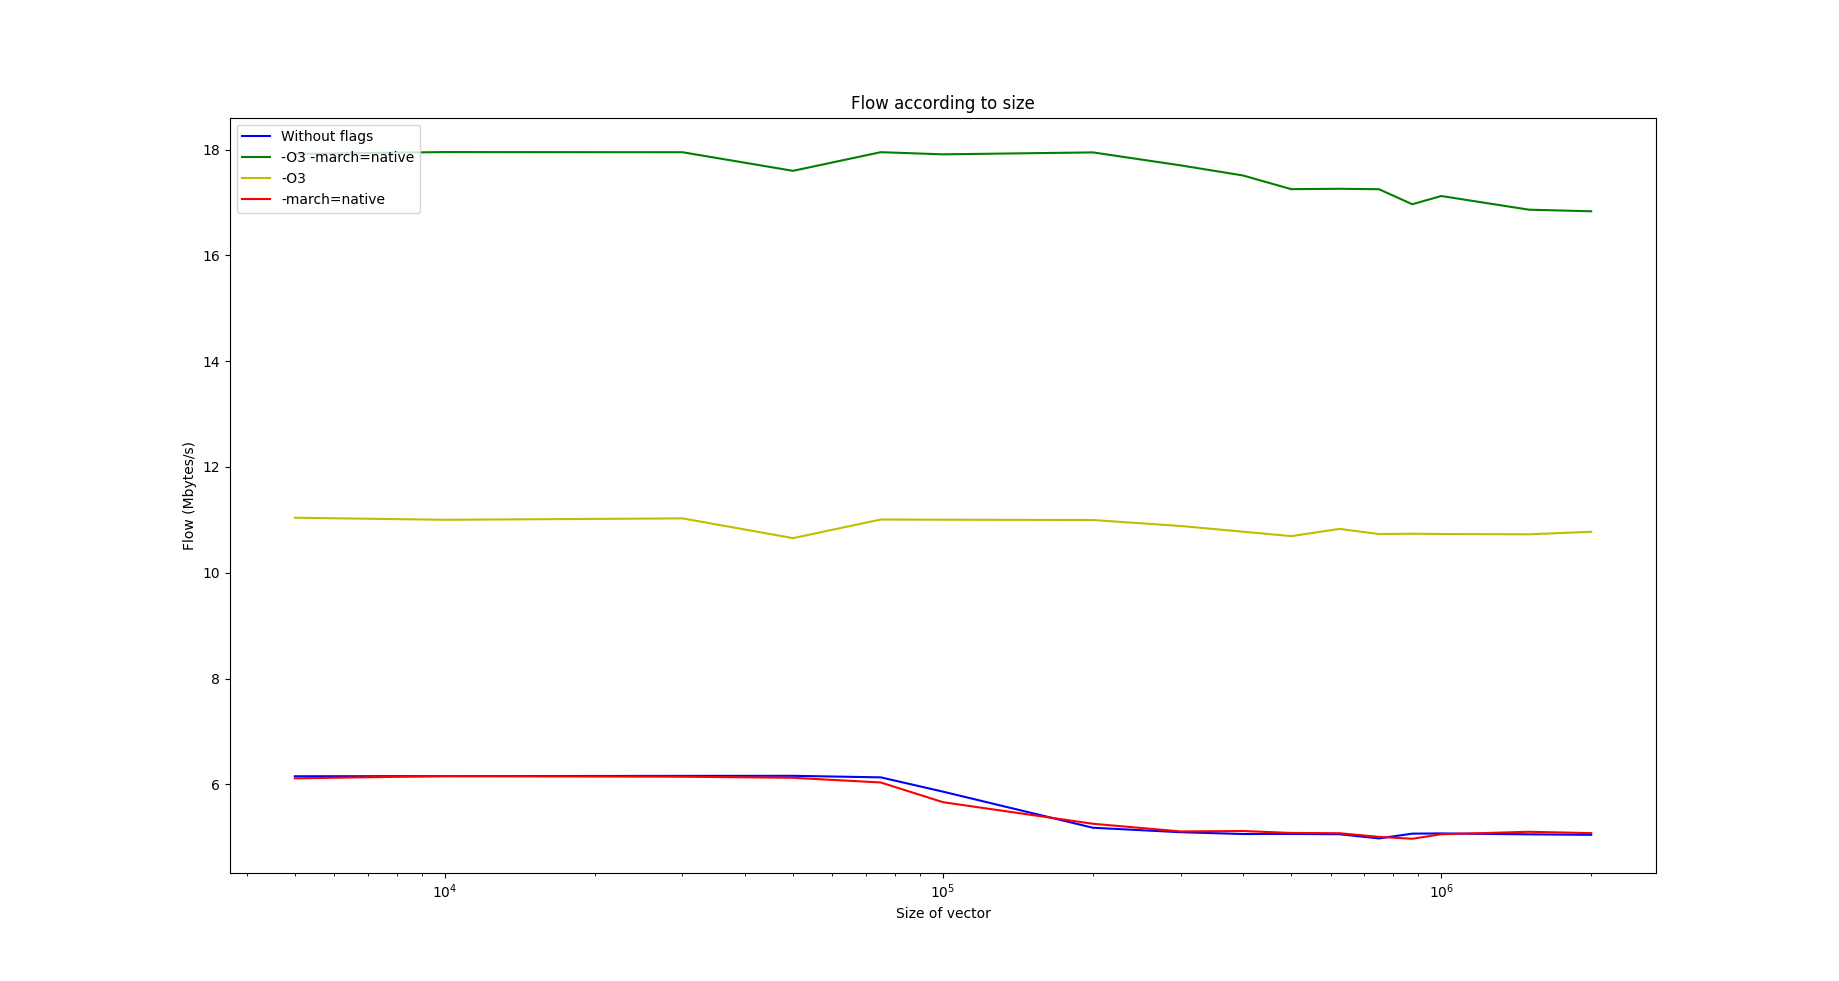 Flow according to size
Without flags
-O3 -march=native
-O3
-march=native
18
16
14
12
10
8
6
Flow (Mbytes/s)
10⁴
10⁵
10⁶
Size of vector